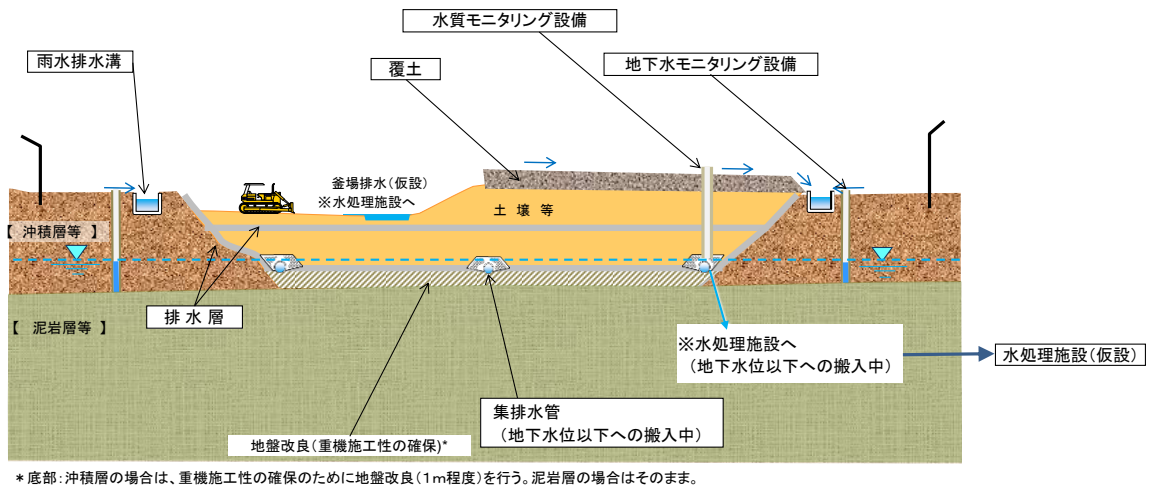 水質モニタリング設備
雨水排水溝
覆土
地下水モニタリング設備
釜場排水(仮設)
※水処理施設へ
土 壌 等
【 沖積層等 】
排 水 層
【 泥岩層等 】
※水処理施設へ
(地下水位以下への搬入中)
水処理施設(仮設)
集排水管
(地下水位以下への搬入中)
地盤改良(重機施工性の確保)*
*底部:沖積層の場合は、重機施工性の確保のために地盤改良(1m程度)を行う。泥岩層の場合はそのまま。